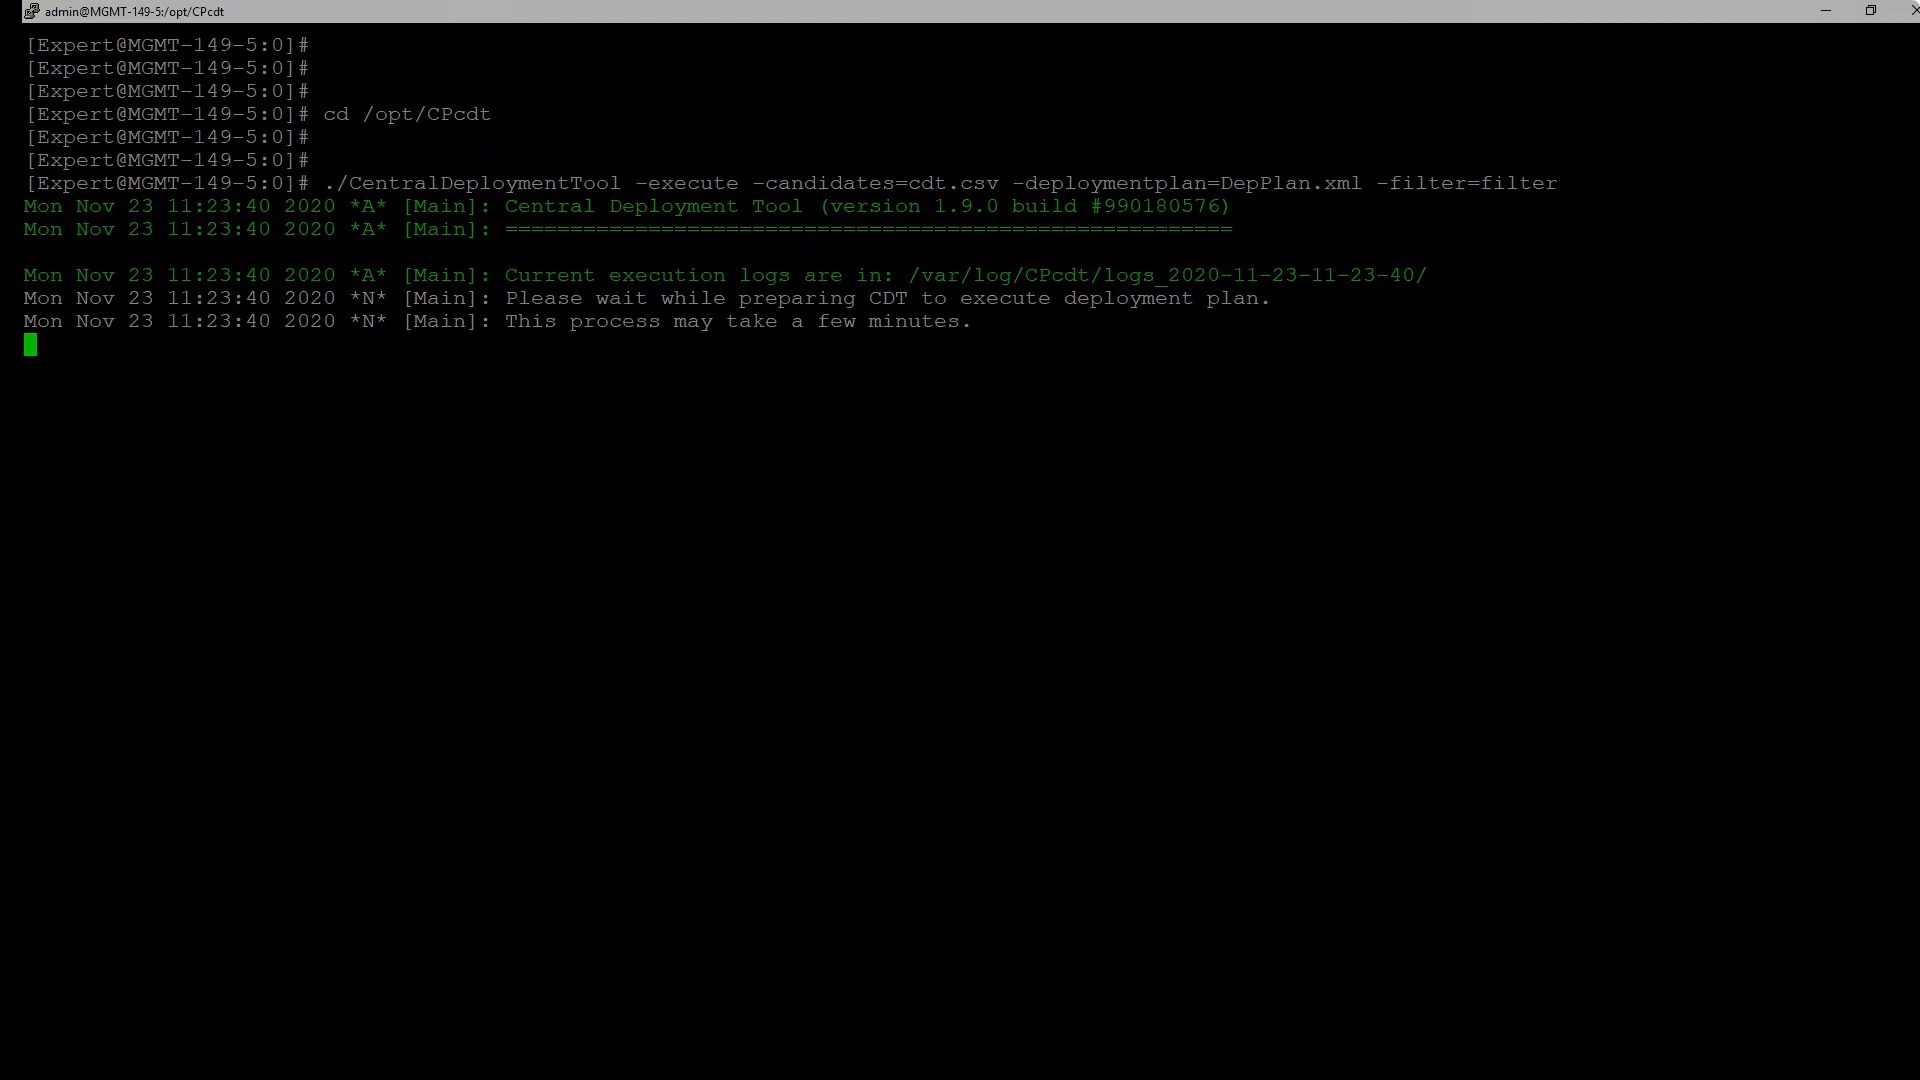 admin@MGMT-149-5:/opt/CPcdt
[Expert@MGMT-149-5:0]#
[Expert@MGMT-149-5:0]#
[Expert@MGMT-149-5:0]#
[Expert@MGMT-149-5:0]# cd /opt/CPcdt
[Expert@MGMT-149-5:0]#
[Expert@MGMT-149-5:0]#
[Expert@MGMT-149-5:0]# ./CentralDeploymentTool -execute -candidates=cdt.csv -deploymentplan=DepPlan.xml -filter=filter
Mon Nov 23 11:23:40 2020 *A* [Main]: Central Deployment Tool (version 1.9.0 build #990180576)
Mon Nov 23 11:23:40 2020 *A* [Main]: ========================================================
Mon Nov 23 11:23:40 2020 *A* [Main]: Current execution logs are in: /var/log/CPcdt/logs_2020-11-23-11-23-40/
Mon Nov 23 11:23:40 2020 *N* [Main]: Please wait while preparing CDT to execute deployment plan.
Mon Nov 23 11:23:40 2020 *N* [Main]: This process may take a few minutes.